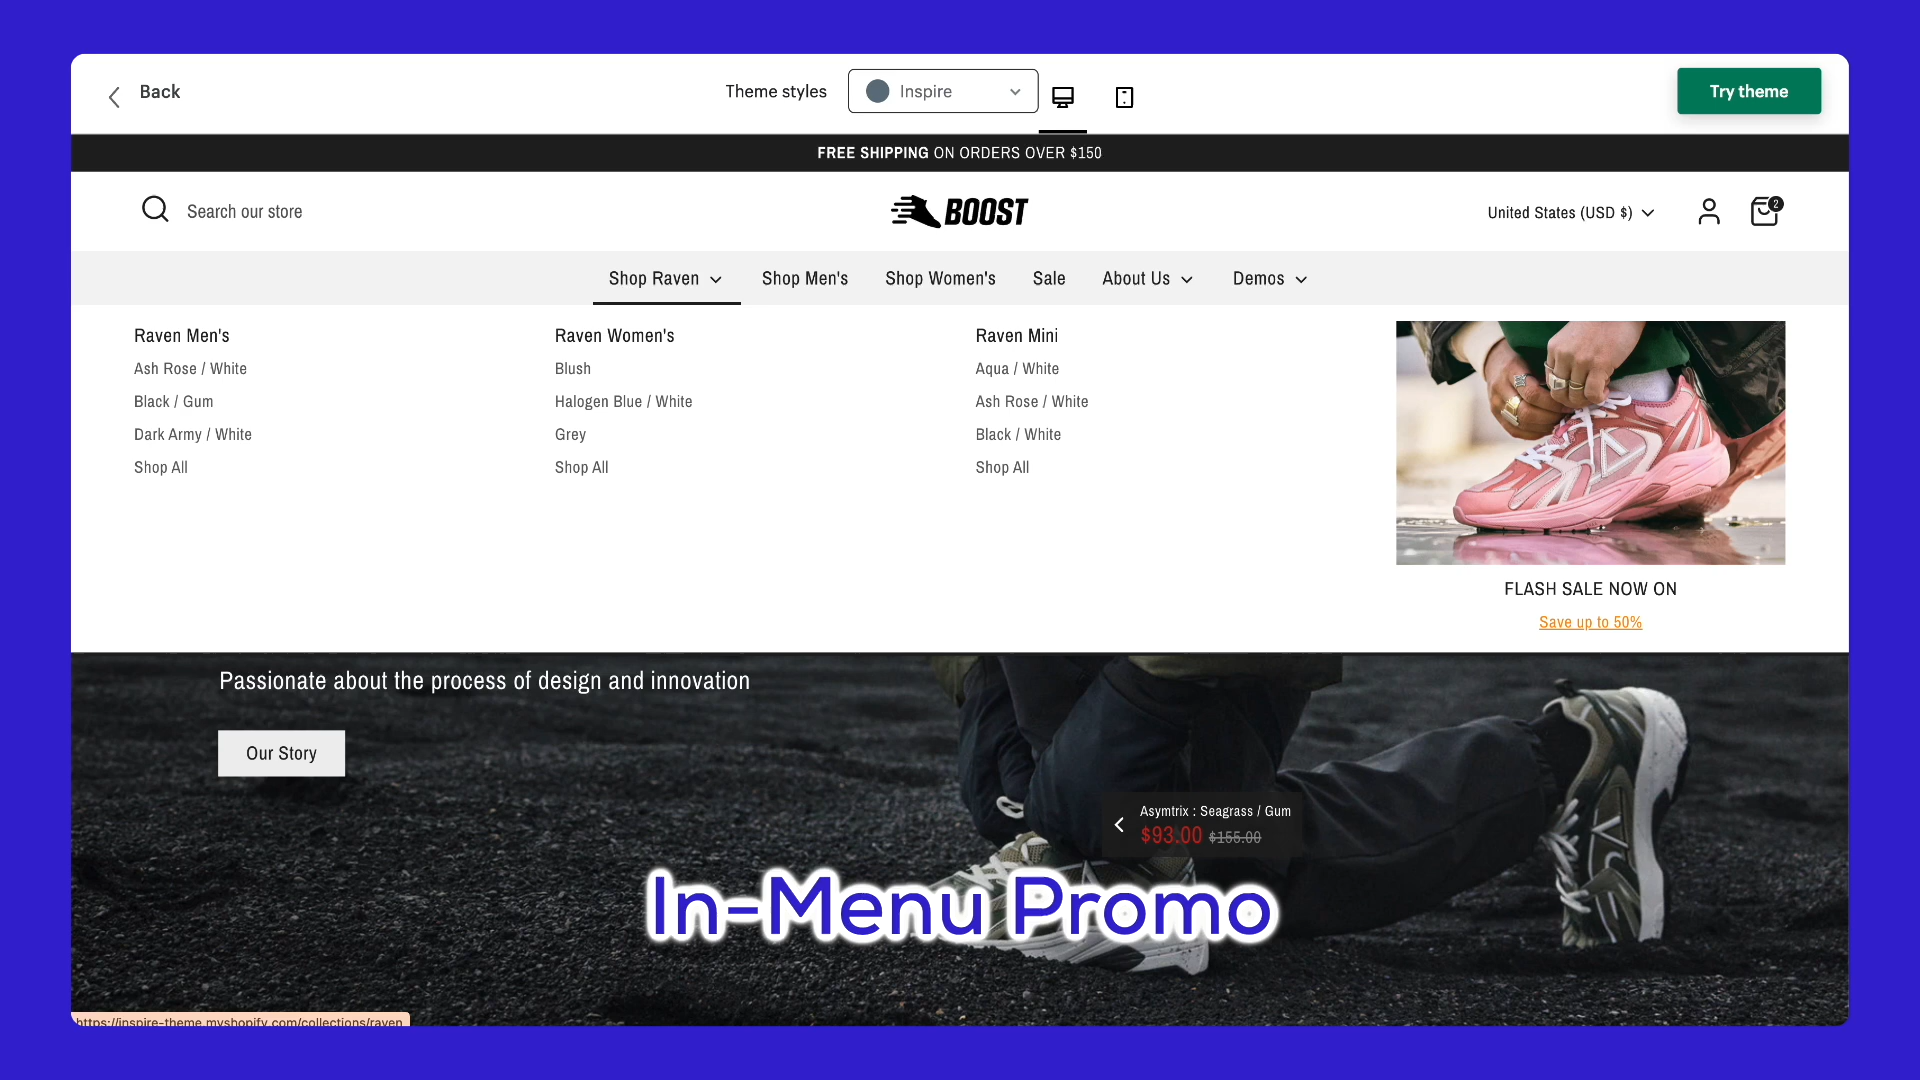 Back
Theme styles
Inspire
Try theme
FREE SHIPPING ON ORDERS OVER $150
Search our store
BOOST
United States (USD $)
2
Shop Raven
Shop Men's
Shop Women's
Sale
About Us
Demos
Raven Men's
Ash Rose / White
Black / Gum
Dark Army / White
Shop All
Raven Women's
Blush
Halogen Blue / White
Grey
Shop All
Raven Mini
Aqua / White
Ash Rose / White
Black / White
Shop All
FLASH SALE NOW ON
Save up to 50%
Passionate about the process of design and innovation
Our Story
Asymtrix : Seagrass / Gum
$93.00 $155.00
In-Menu Promo
https://inspire-theme.myshopify.com/collections/raven